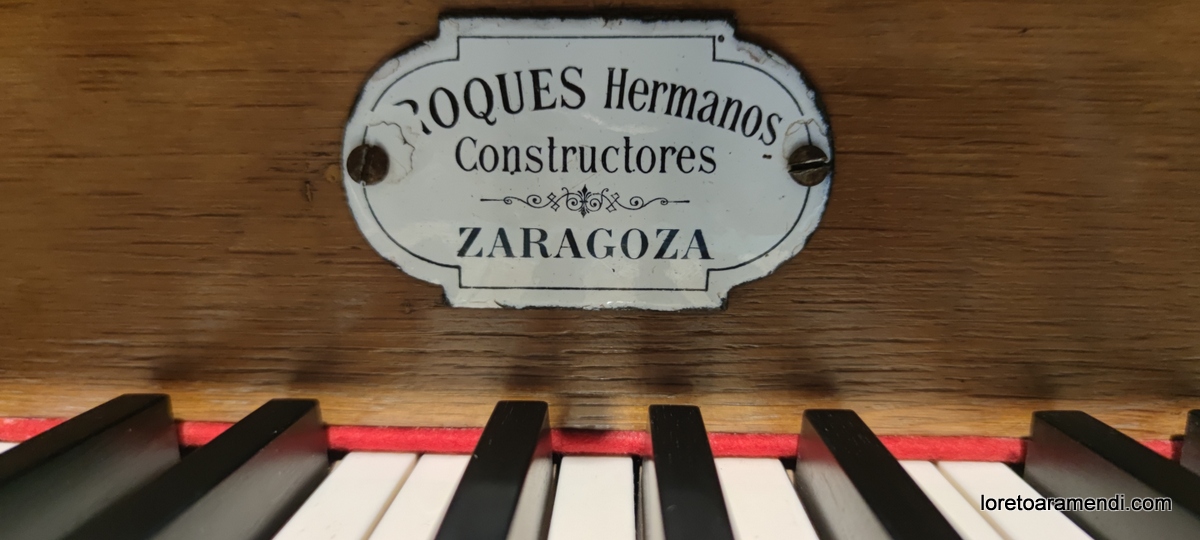 ROQUES Hermanos
Constructores
ZARAGOZA
loretoaramendi.com